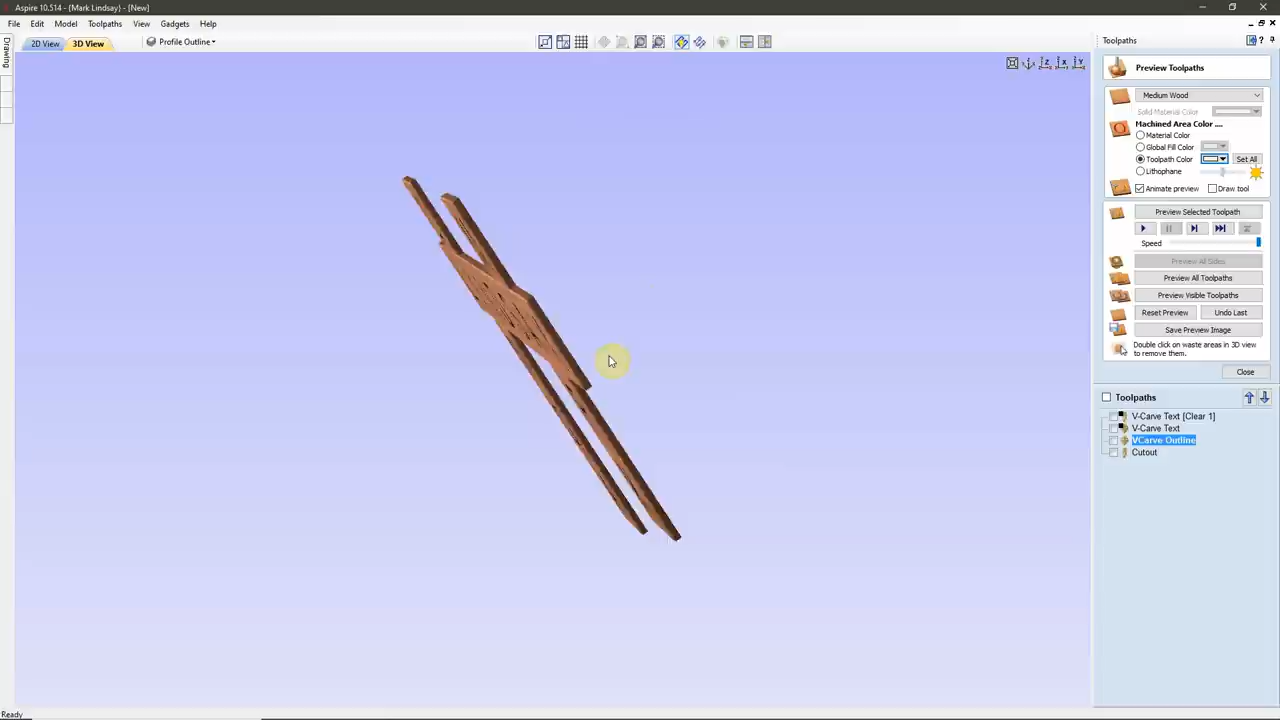 Aspire 10.514 - {Mark Lindsay} - [New]
File Edit Model Toolpaths View Gadgets Help
2D View 3D View Profile Outline
Drawing
Toolpaths
Preview Toolpaths
Medium Wood
Solid Material Color
Machined Area Color ....
Material Color
Global Fill Color
Toolpath Color Set All
Lithophane
Animate preview Draw tool
Preview Selected Toolpath
Speed
Preview All Sides
Preview All Toolpaths
Preview Visible Toolpaths
Reset Preview Undo Last
Save Preview Image
Double click on waste areas in 3D view
to remove them.
Close
Toolpaths
V-Carve Text [Clear 1]
V-Carve Text
VCarve Outline
Cutout
Ready